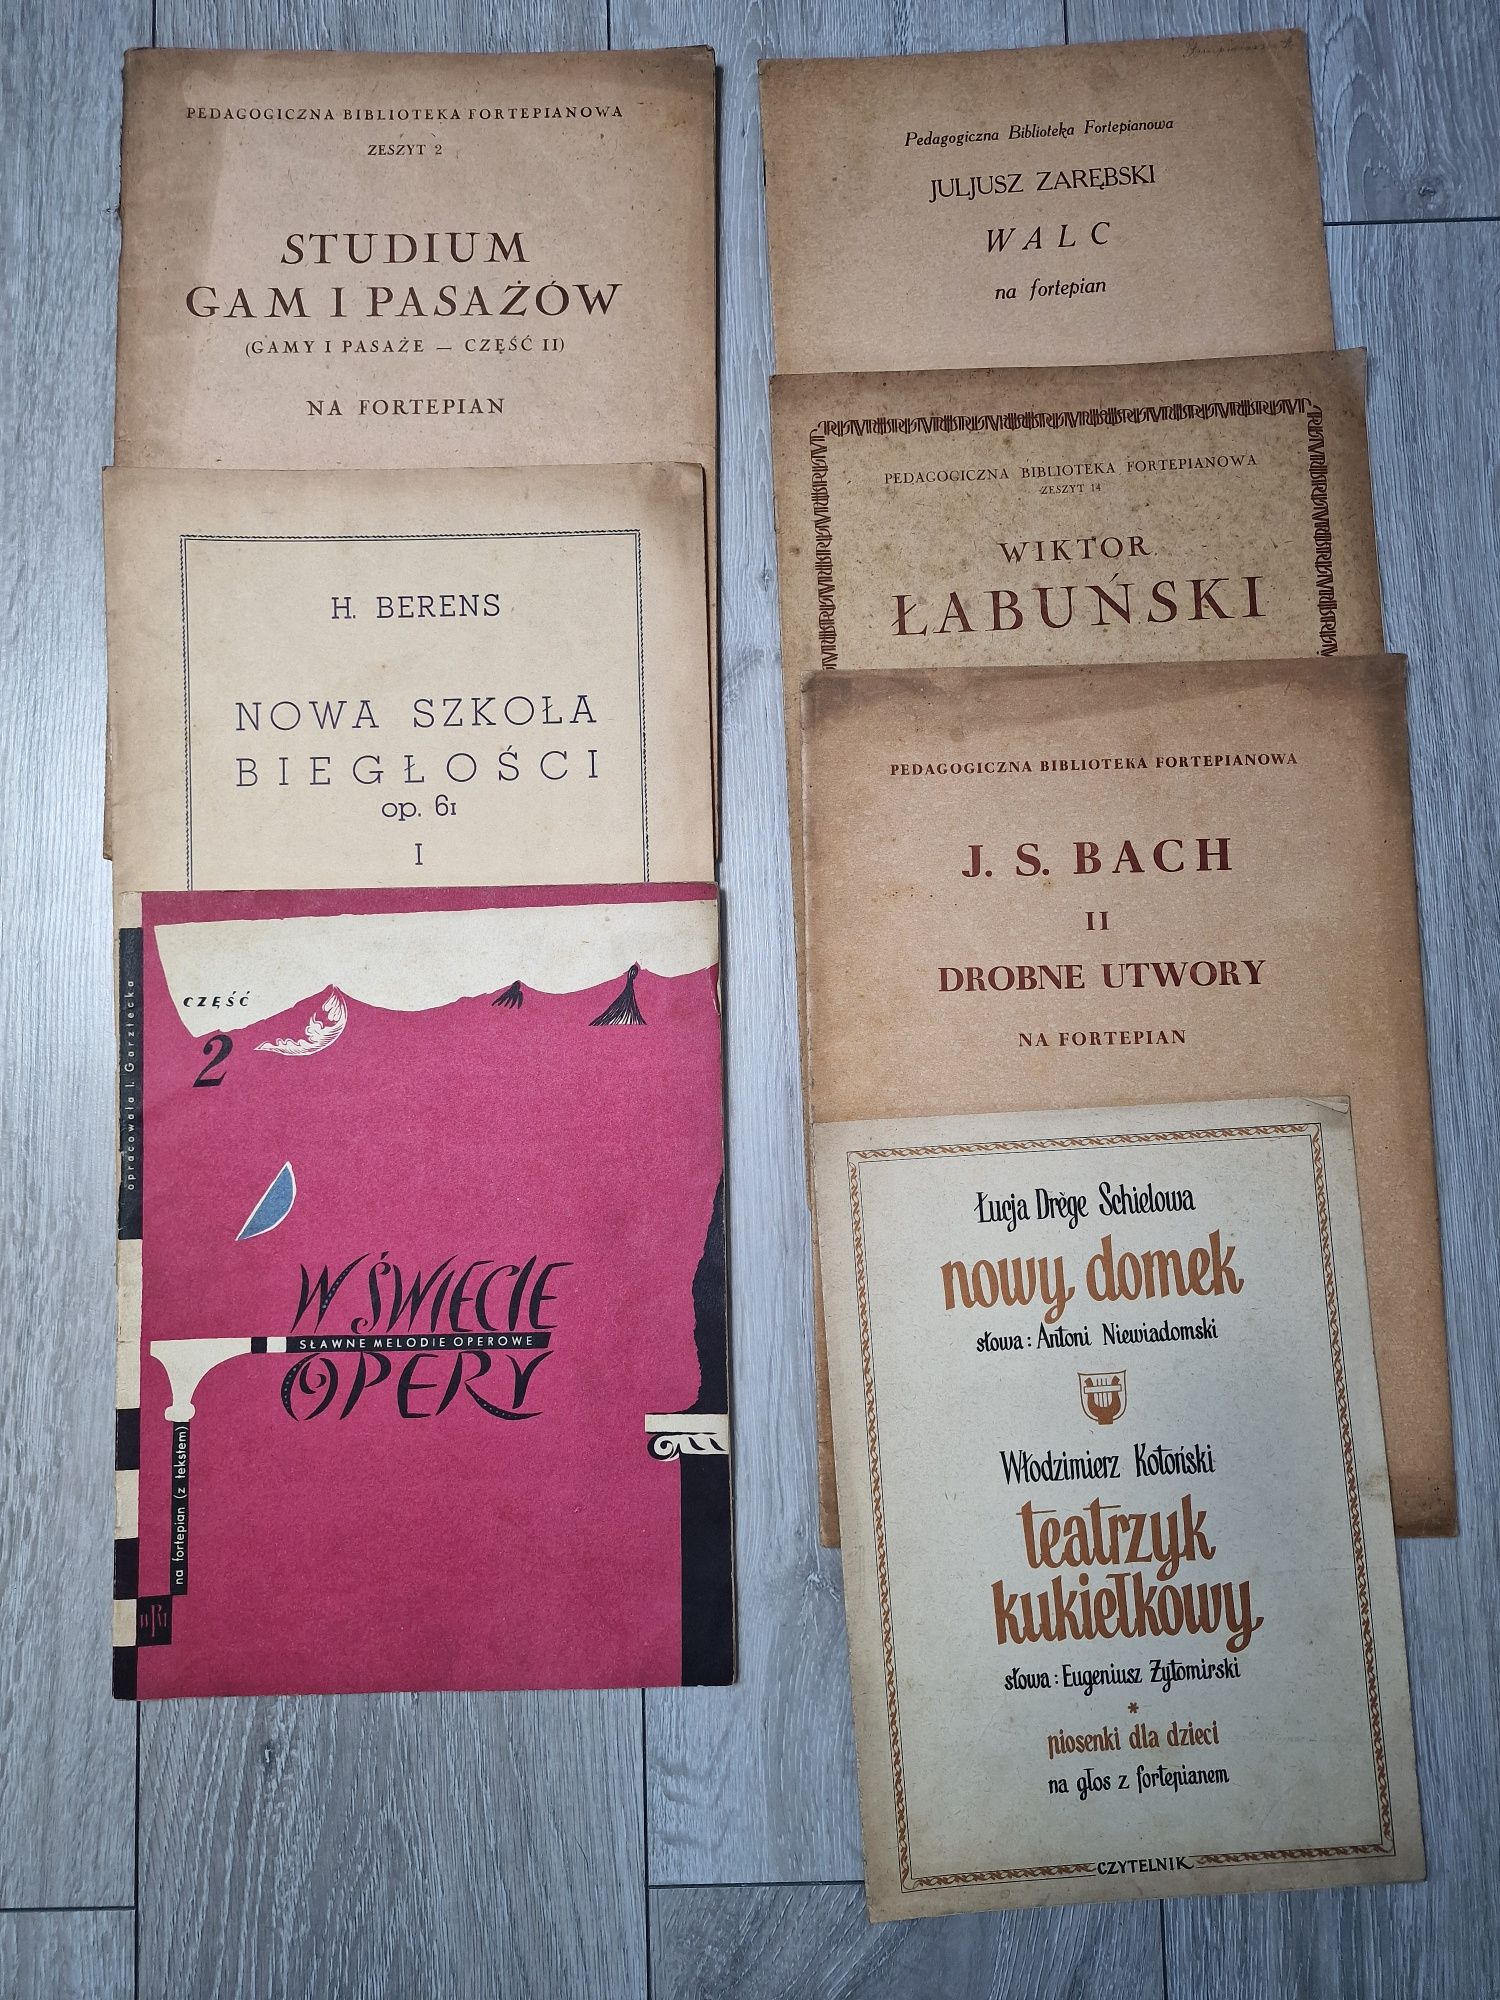 PEDAGOGICZNA BIBLIOTEKA FORTEPIANOWA
ZESZYT 2
STUDIUM
GAM I PASAŻÓW
(GAMY I PASAŻE — CZĘŚĆ II)
NA FORTEPIAN
H. BERENS
NOWA SZKOŁA
BIEGŁOŚCI
op. 61
I
opracowała I. Garztecka
CZĘŚĆ
2
W ŚWIECIE
SŁAWNE MELODIE OPEROWE
OPERY
na fortepian (z tekstem)
Pedagogiczna Biblioteka Fortepianowa
JULJUSZ ZARĘBSKI
WALC
na fortepian
PEDAGOGICZNA BIBLIOTEKA FORTEPIANOWA
ZESZYT 14
WIKTOR
ŁABUŃSKI
PEDAGOGICZNA BIBLIOTEKA FORTEPIANOWA
J. S. BACH
II
DROBNE UTWORY
NA FORTEPIAN
Łucja Drège Schielowa
nowy domek
słowa: Antoni Niewiadomski
Włodzimierz Kotoński
teatrzyk
kukiełkowy
słowa: Eugeniusz Żytomirski
*
piosenki dla dzieci
na głos z fortepianem
CZYTELNIK